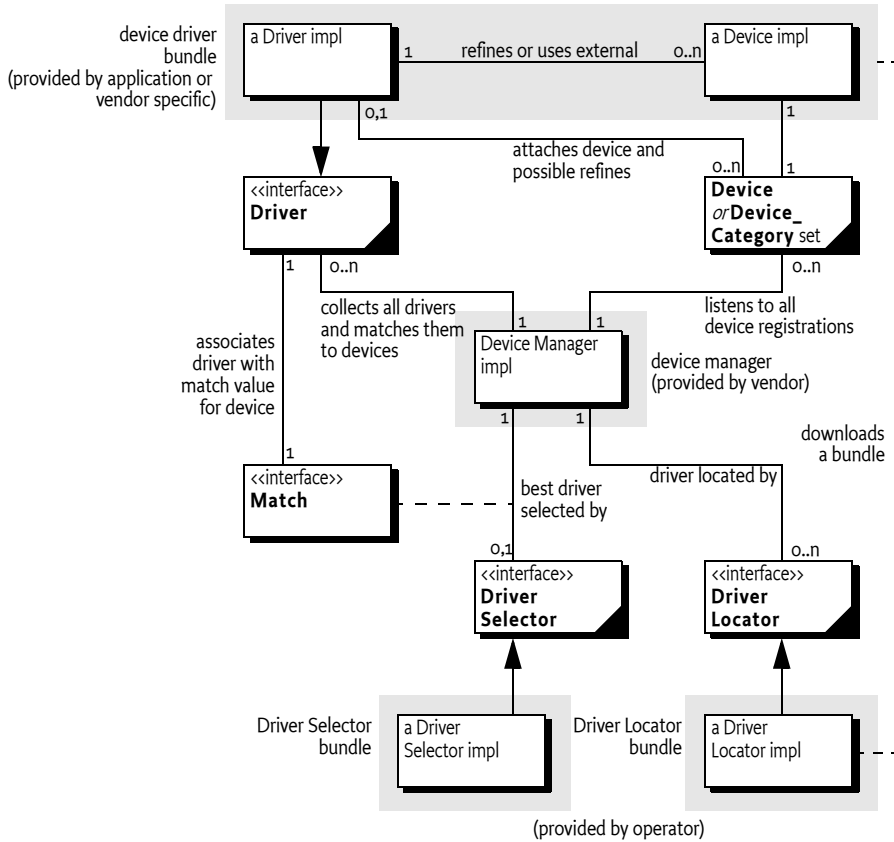 device driver
bundle
(provided by application or
vendor specific)
a Driver impl
1
refines or uses external
0..n
a Device impl
0,1
1
attaches device and
possible refines
0..n
1
<<interface>>
Driver
Device
or Device_
Category set
1
0..n
0..n
collects all drivers
and matches them
to devices
1
1
listens to all
device registrations
associates
driver with
match value
for device
Device Manager
impl
device manager
(provided by vendor)
1
1
downloads
a bundle
1
<<interface>>
Match
best driver
selected by
driver located by
0,1
0..n
<<interface>>
Driver
Selector
<<interface>>
Driver
Locator
Driver Selector
bundle
a Driver
Selector impl
Driver Locator
bundle
a Driver
Locator impl
(provided by operator)